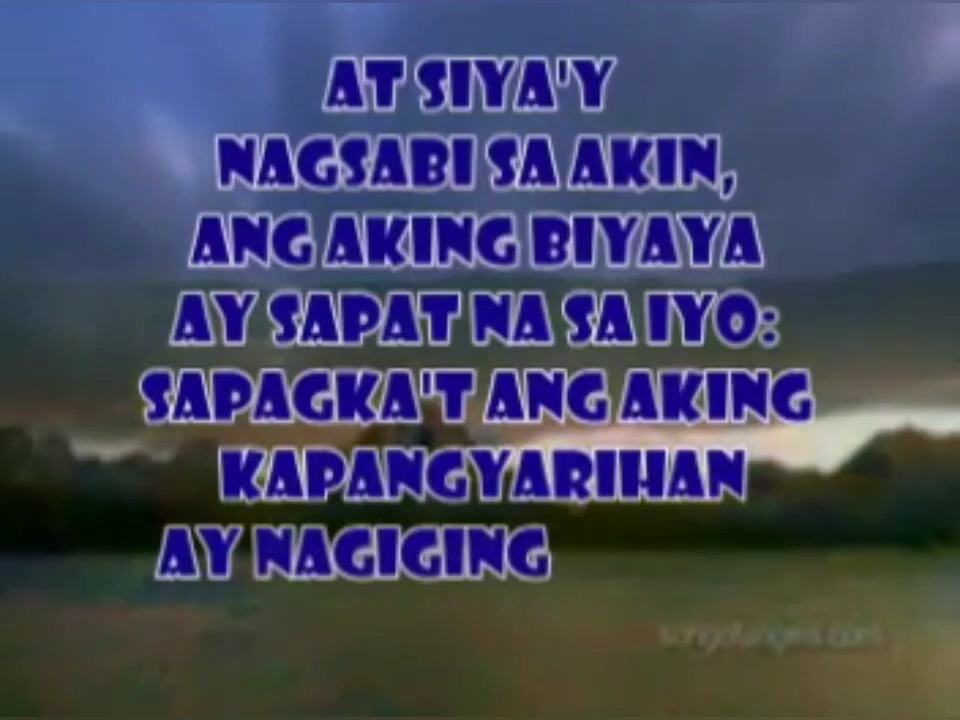 AT SIYA'Y
NAGSABI SA AKIN,
ANG AKING BIYAYA
AY SAPAT NA SA IYO:
SAPAGKA'T ANG AKING
KAPANGYARIHAN
AY NAGIGING